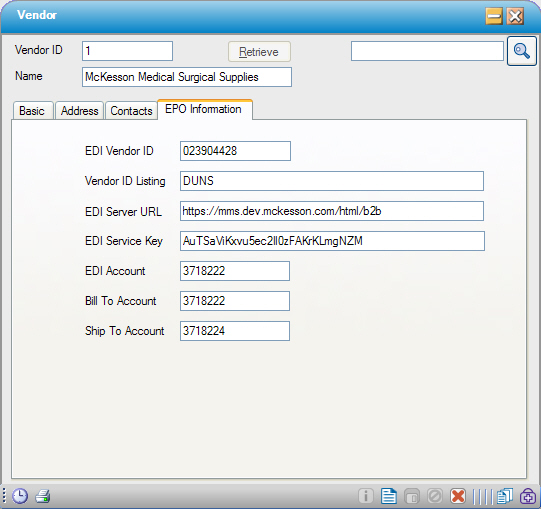 Vendor
Vendor ID 1 Retrieve
Name McKesson Medical Surgical Supplies
Basic Address Contacts EPO Information
EDI Vendor ID 023904428
Vendor ID Listing DUNS
EDI Server URL https://mms.dev.mckesson.com/html/b2b
EDI Service Key AuTSaViKxvu5ec2ll0zFAKrKLmgNZM
EDI Account 3718222
Bill To Account 3718222
Ship To Account 3718224